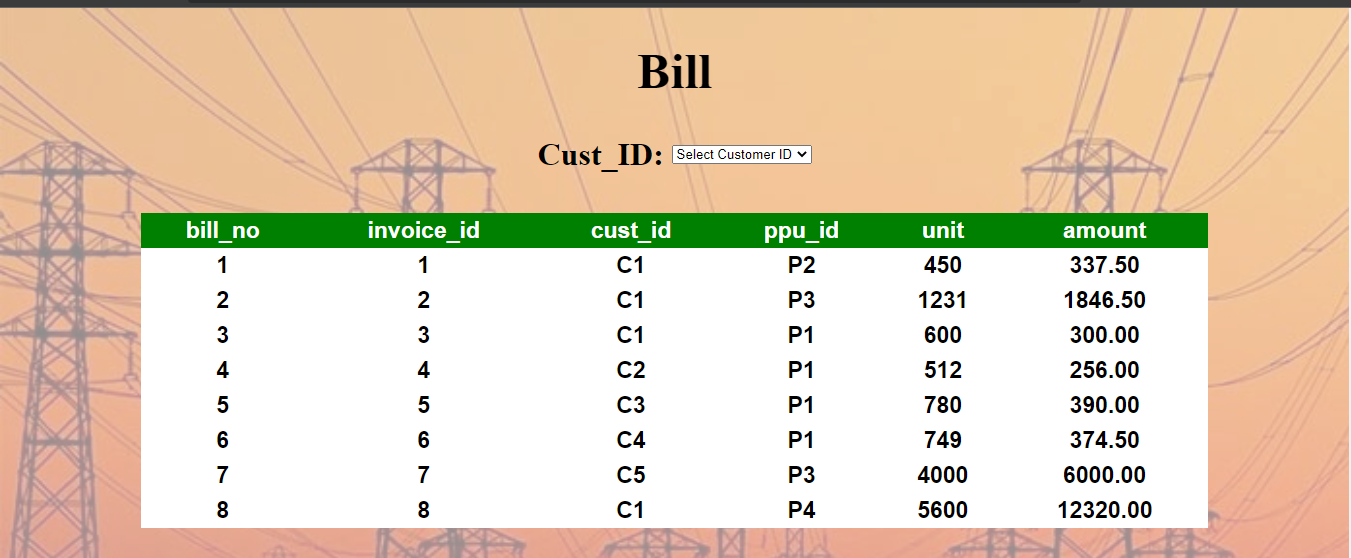 Bill
Cust_ID: Select Customer ID
bill_no invoice_id cust_id ppu_id unit amount
1 1 C1 P2 450 337.50
2 2 C1 P3 1231 1846.50
3 3 C1 P1 600 300.00
4 4 C2 P1 512 256.00
5 5 C3 P1 780 390.00
6 6 C4 P1 749 374.50
7 7 C5 P3 4000 6000.00
8 8 C1 P4 5600 12320.00